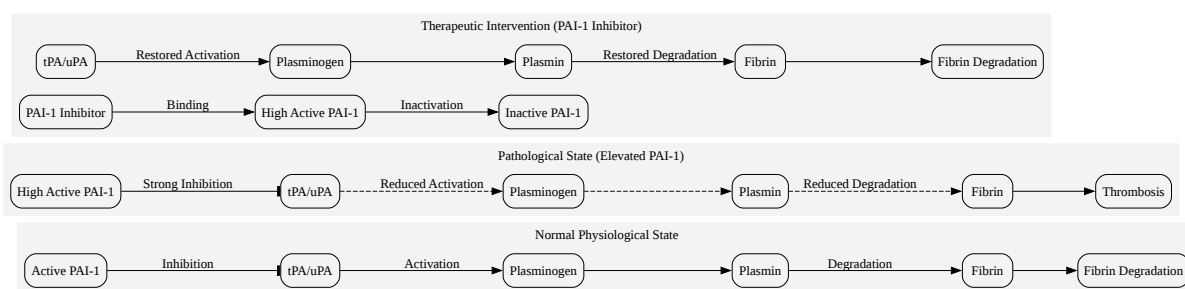 Therapeutic Intervention (PAI-1 Inhibitor)
tPA/uPA Restored Activation Plasminogen Plasmin Restored Degradation Fibrin Fibrin Degradation
PAI-1 Inhibitor Binding High Active PAI-1 Inactivation Inactive PAI-1
Pathological State (Elevated PAI-1)
High Active PAI-1 Strong Inhibition tPA/uPA Reduced Activation Plasminogen Plasmin Reduced Degradation Fibrin Thrombosis
Normal Physiological State
Active PAI-1 Inhibition tPA/uPA Activation Plasminogen Plasmin Degradation Fibrin Fibrin Degradation